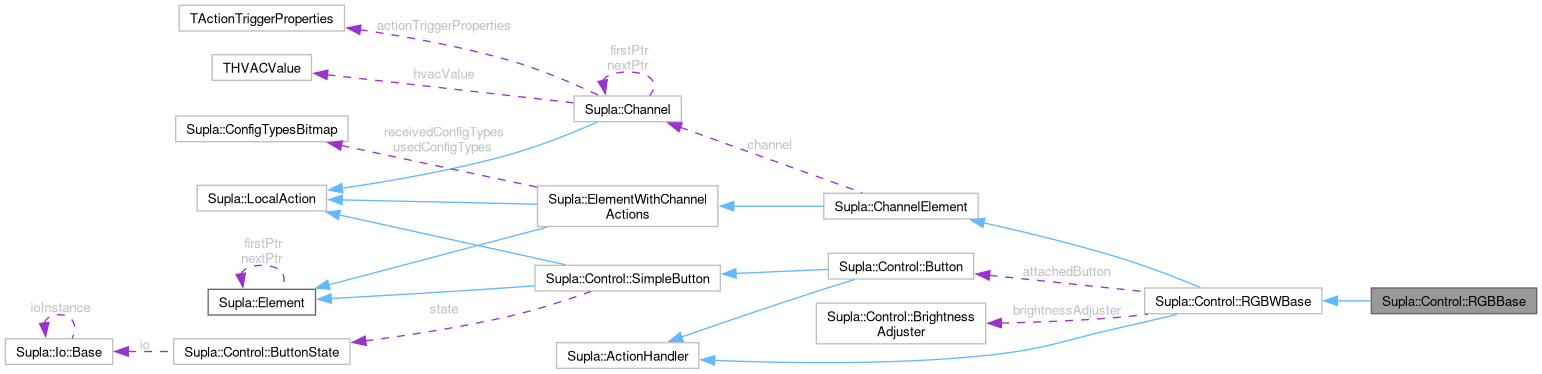 TActionTriggerProperties
actionTriggerProperties
THVACValue
hvacValue
firstPtr
nextPtr
Supla::Channel
Supla::ConfigTypesBitmap
receivedConfigTypes
usedConfigTypes
channel
Supla::LocalAction
Supla::ElementWithChannel
Actions
Supla::ChannelElement
firstPtr
nextPtr
Supla::Element
Supla::Control::SimpleButton
Supla::Control::Button
attachedButton
Supla::Control::RGBWBase
Supla::Control::RGBBase
ioInstance
state
Supla::Control::Brightness
Adjuster
brightnessAdjuster
Supla::Io::Base
io
Supla::Control::ButtonState
Supla::ActionHandler